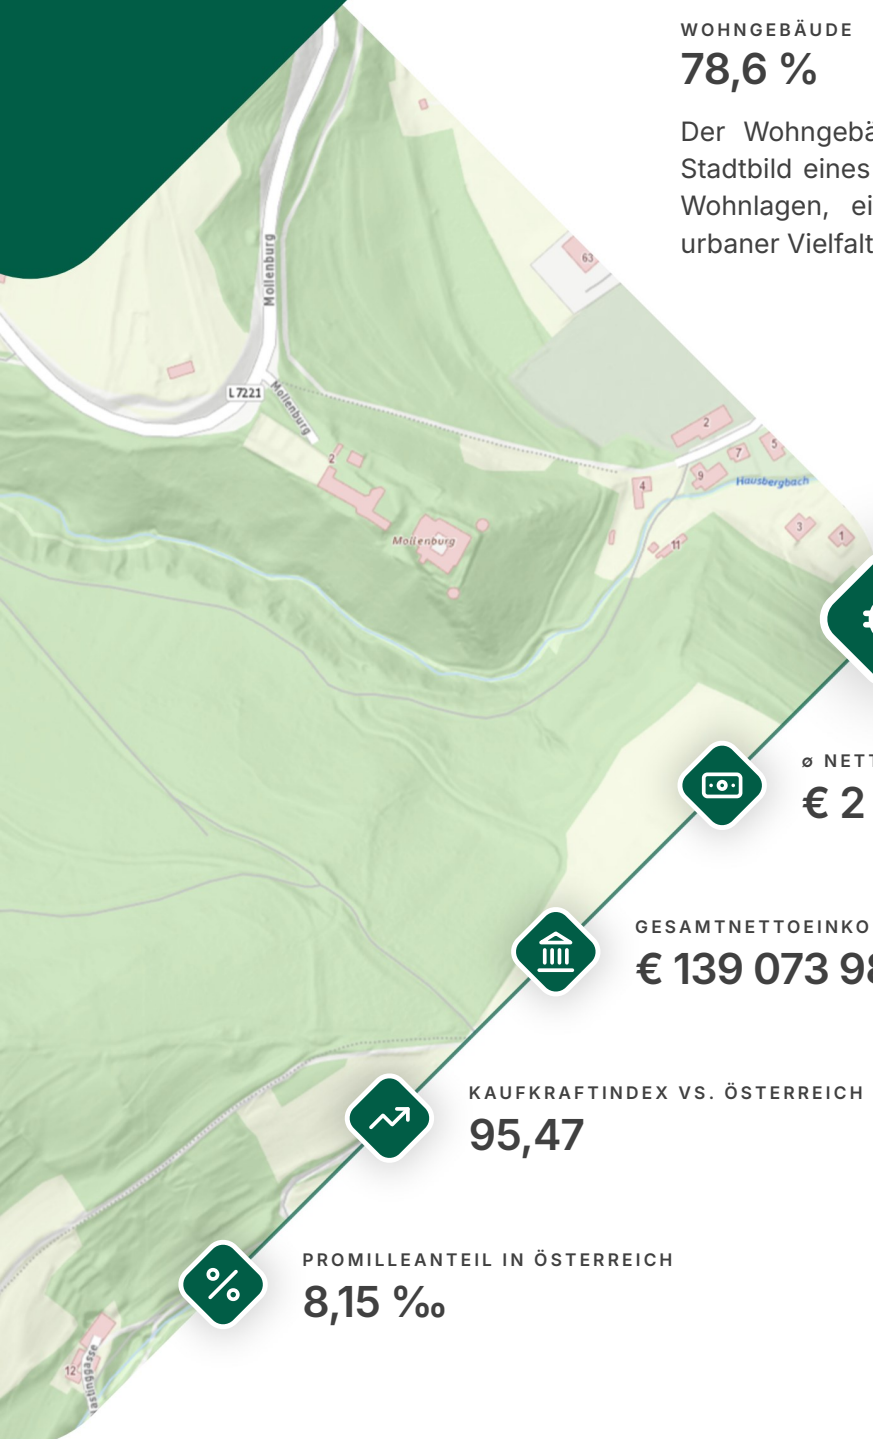 WOHNGEBÄUDE
78,6 %
Der Wohngebä
Stadtbild eines
Wohnlagen, ei
urbaner Vielfalt
Mollenburg
63
L7221
Mollenburg
2
2
5
7
9
4
Hausbergbach
3
1
11
Mollenburg
ø NETT
€ 2
GESAMTNETTOEINKO
€ 139 073 98
KAUFKRAFTINDEX VS. ÖSTERREICH
95,47
PROMILLEANTEIL IN ÖSTERREICH
8,15 ‰
12
astinggasse